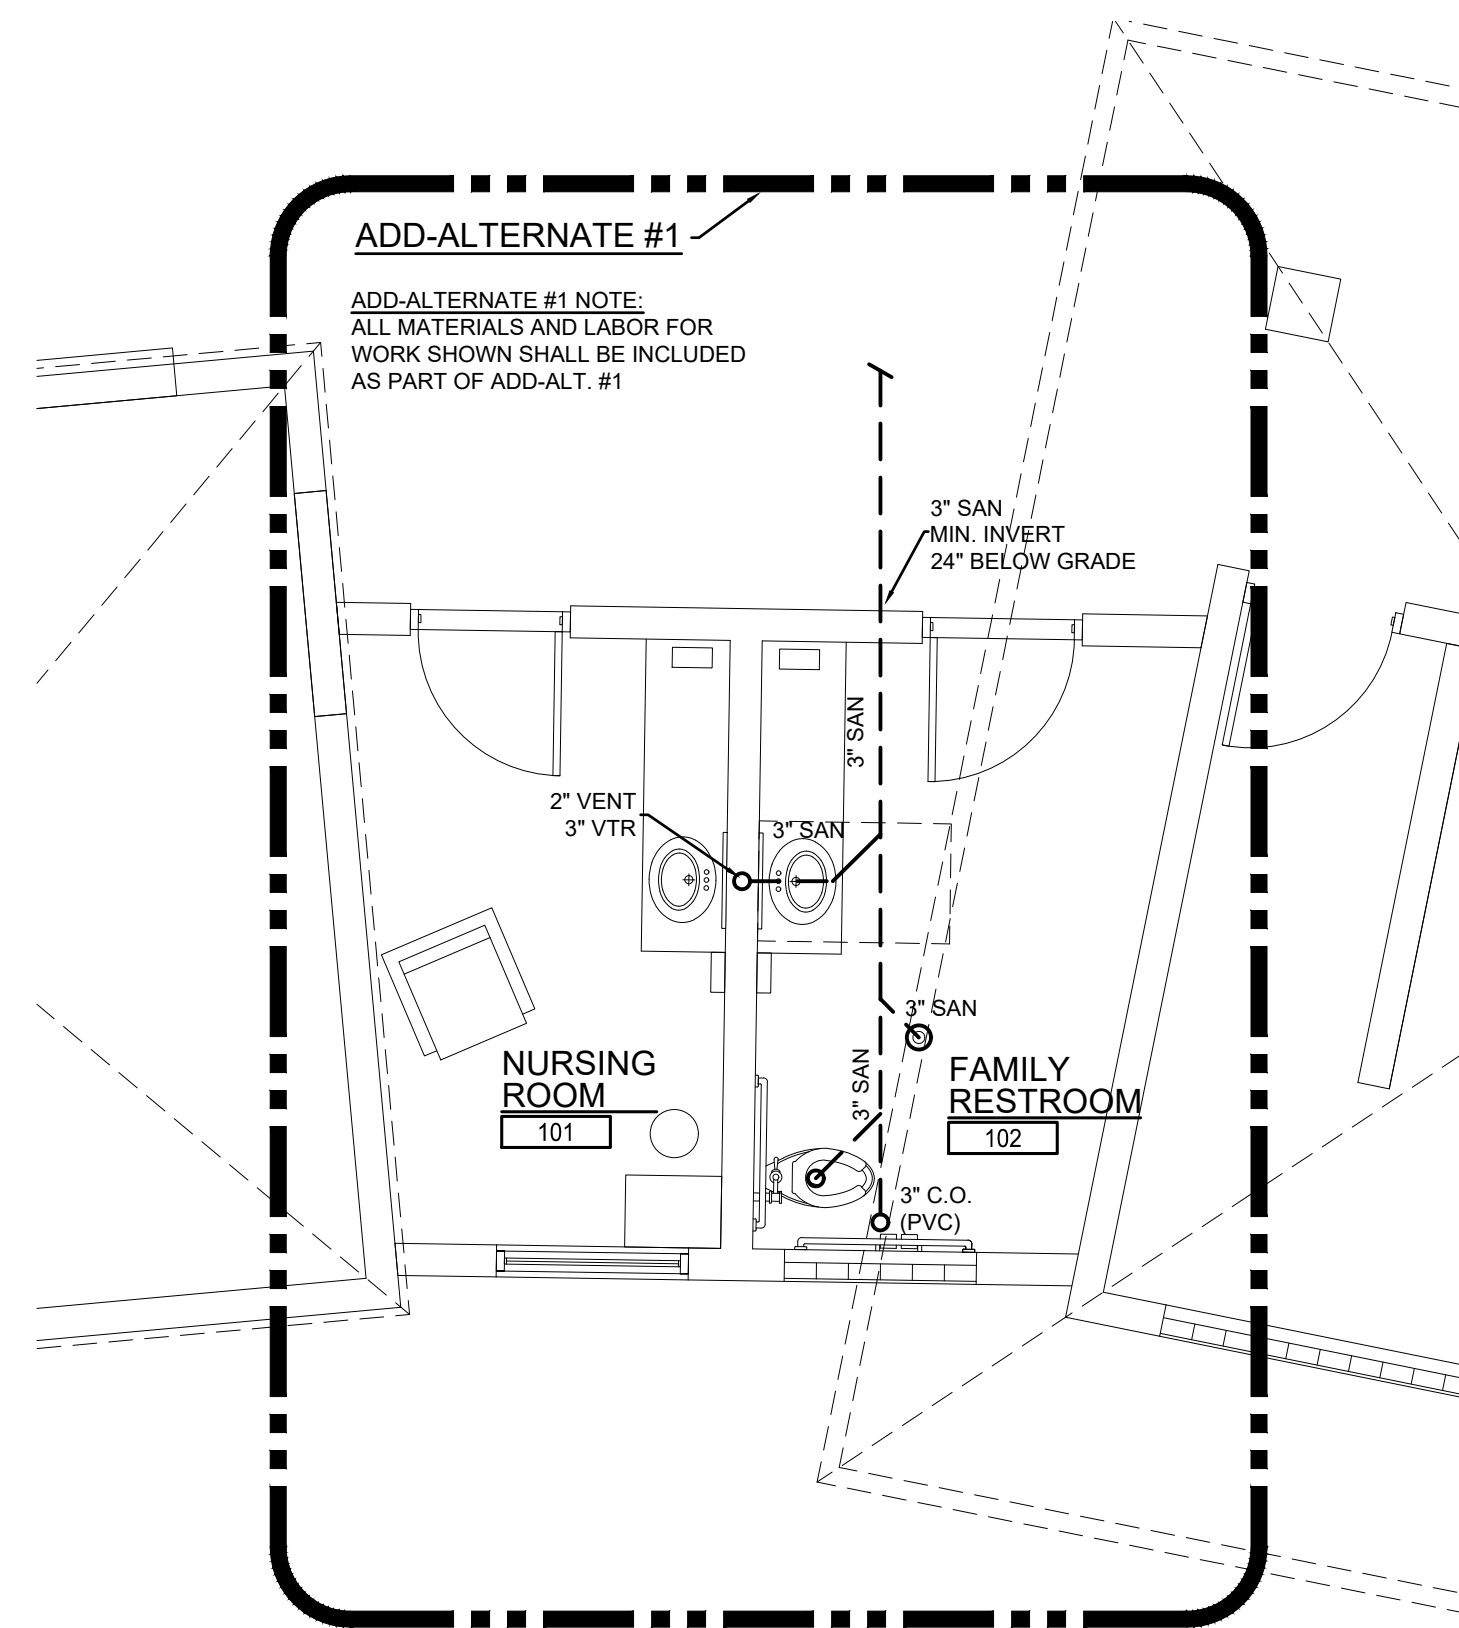 ADD-ALTERNATE #1
ADD-ALTERNATE #1 NOTE:
ALL MATERIALS AND LABOR FOR
WORK SHOWN SHALL BE INCLUDED
AS PART OF ADD-ALT. #1
3" SAN
MIN. INVERT
24" BELOW GRADE
3" SAN
2" VENT
3" VTR
3" SAN
3" SAN
3" SAN
NURSING
ROOM
101
FAMILY
RESTROOM
102
3" C.O.
(PVC)